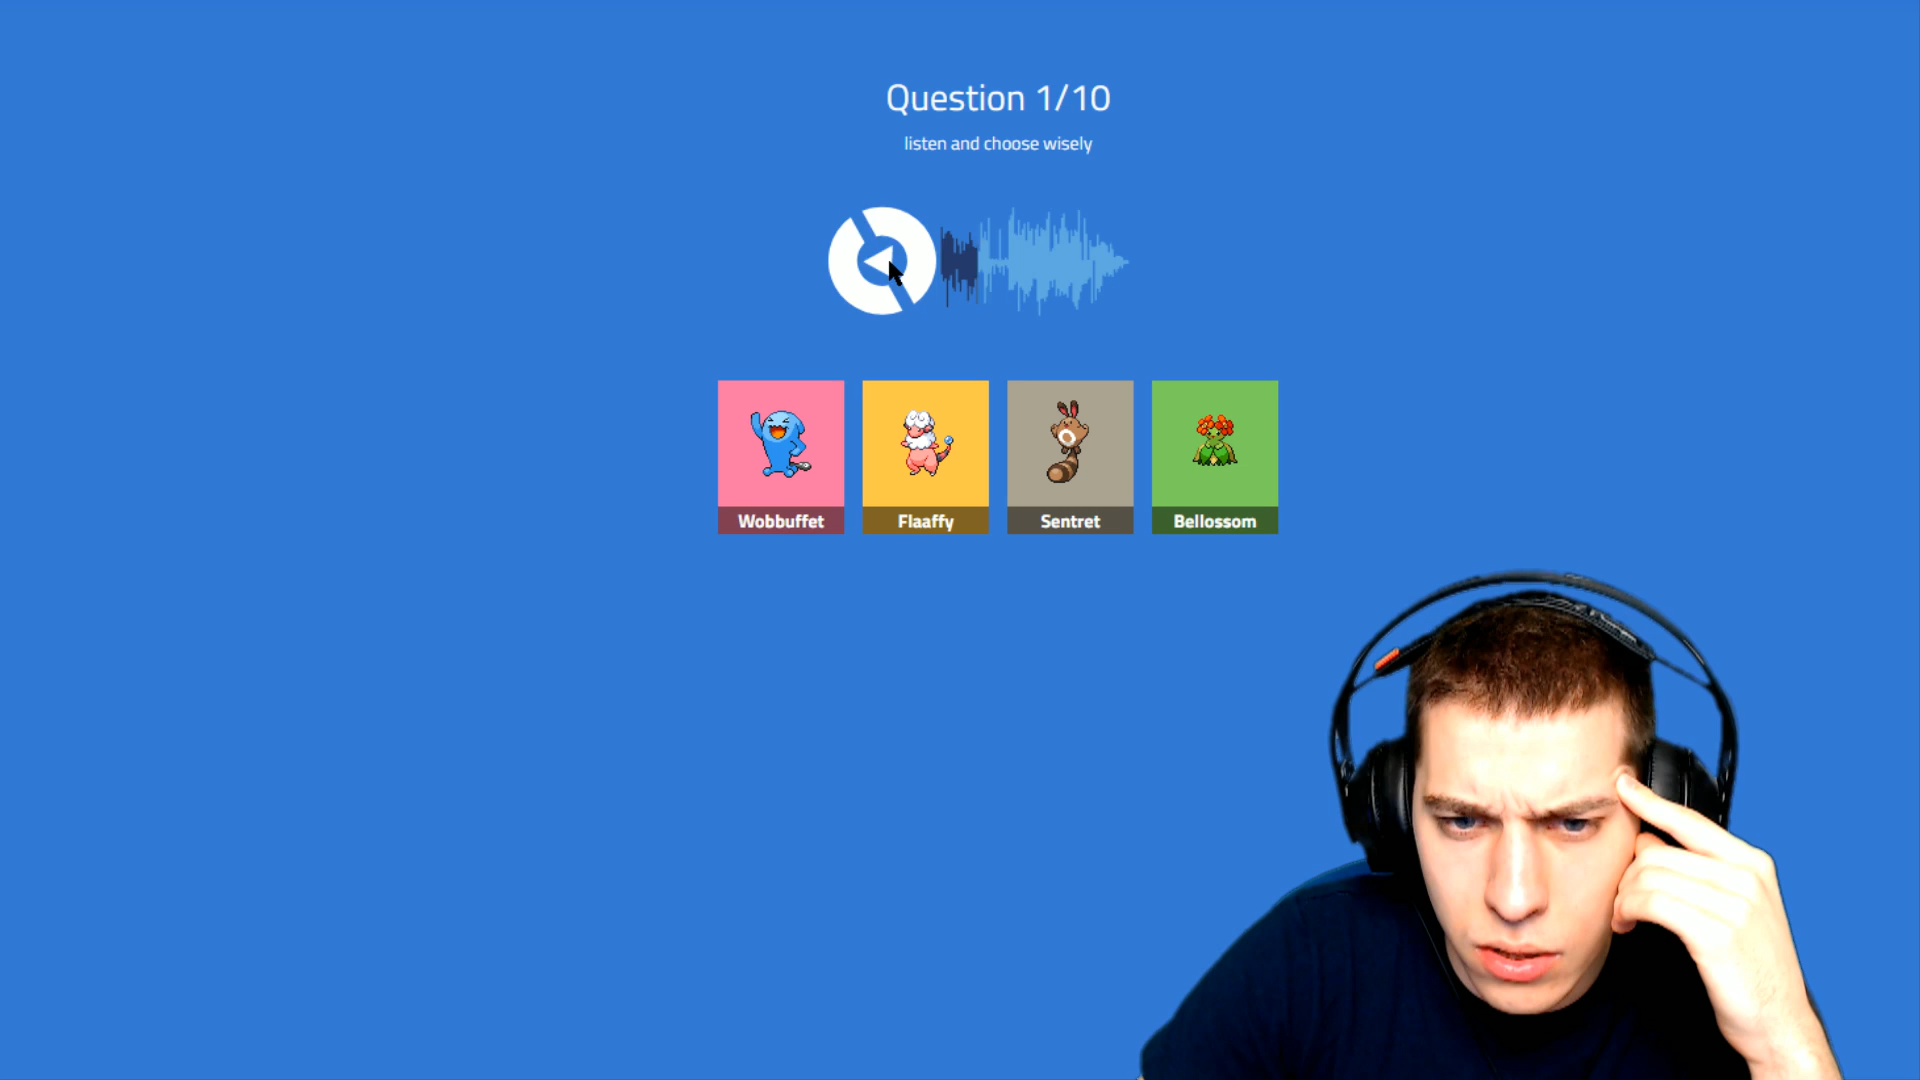 Question 1/10
listen and choose wisely
Wobbuffet
Flaaffy
Sentret
Bellossom